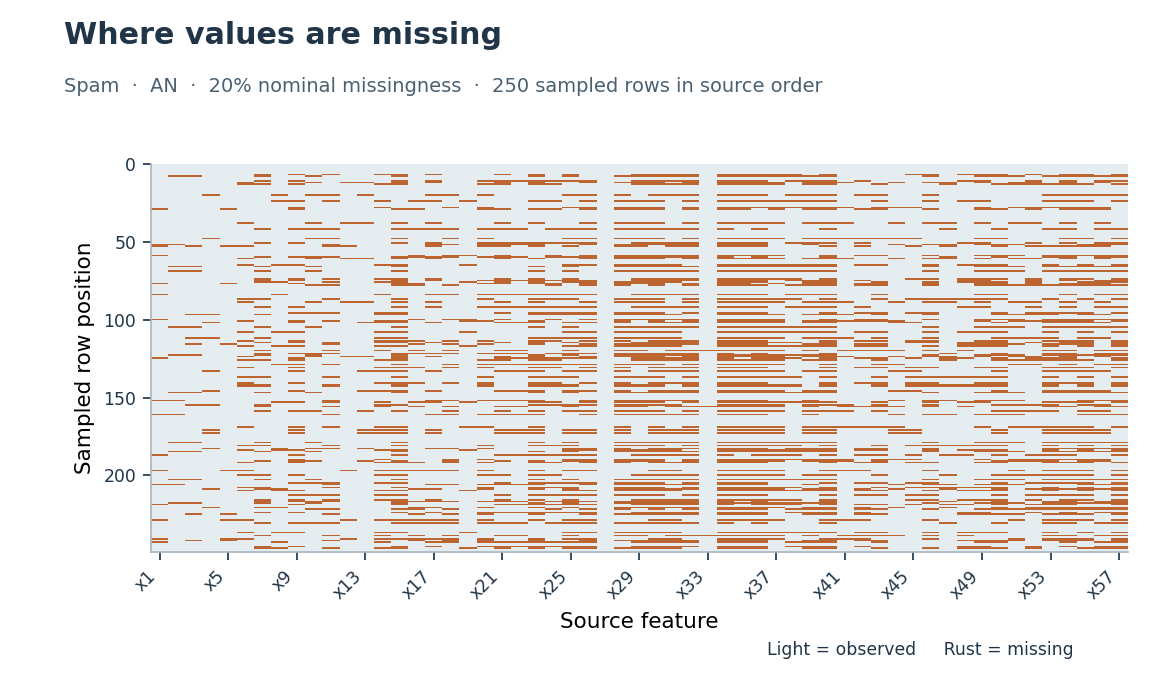 Where values are missing
Spam · AN · 20% nominal missingness · 250 sampled rows in source order
0
50
100
150
200
Sampled row position
x1 x5 x9 x13 x17 x21 x25 x29 x33 x37 x41 x45 x49 x53 x57
Source feature
Light = observed Rust = missing